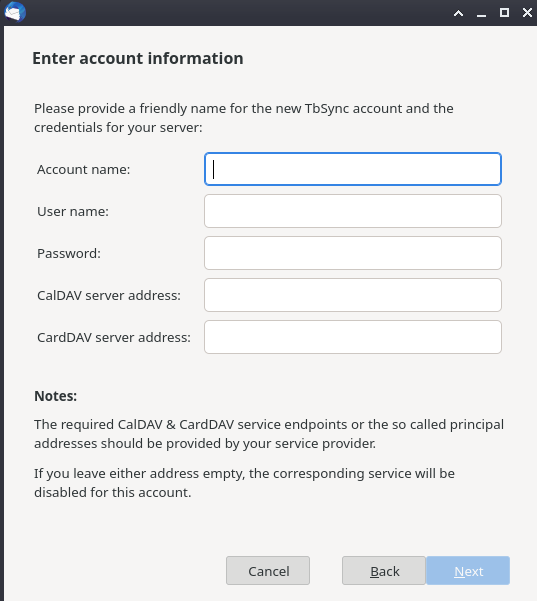 Enter account information
Please provide a friendly name for the new TbSync account and the
credentials for your server:
Account name:
User name:
Password:
CalDAV server address:
CardDAV server address:
Notes:
The required CalDAV & CardDAV service endpoints or the so called principal
addresses should be provided by your service provider.
If you leave either address empty, the corresponding service will be
disabled for this account.
Cancel Back Next